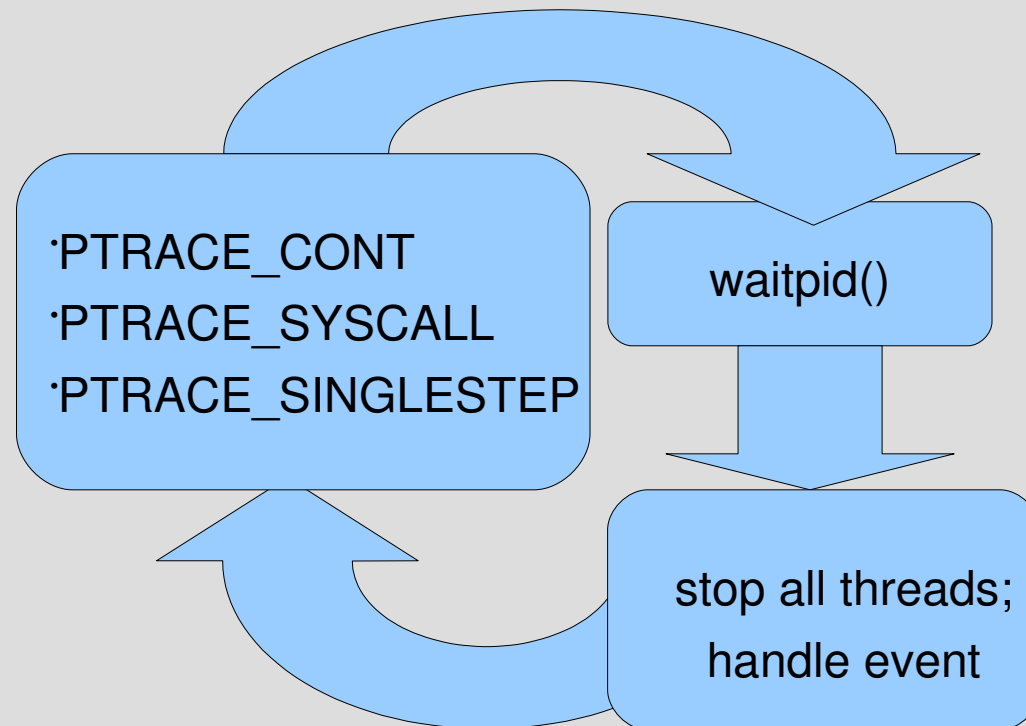 ·PTRACE_CONT
·PTRACE_SYSCALL
·PTRACE_SINGLESTEP
waitpid()
stop all threads;
handle event